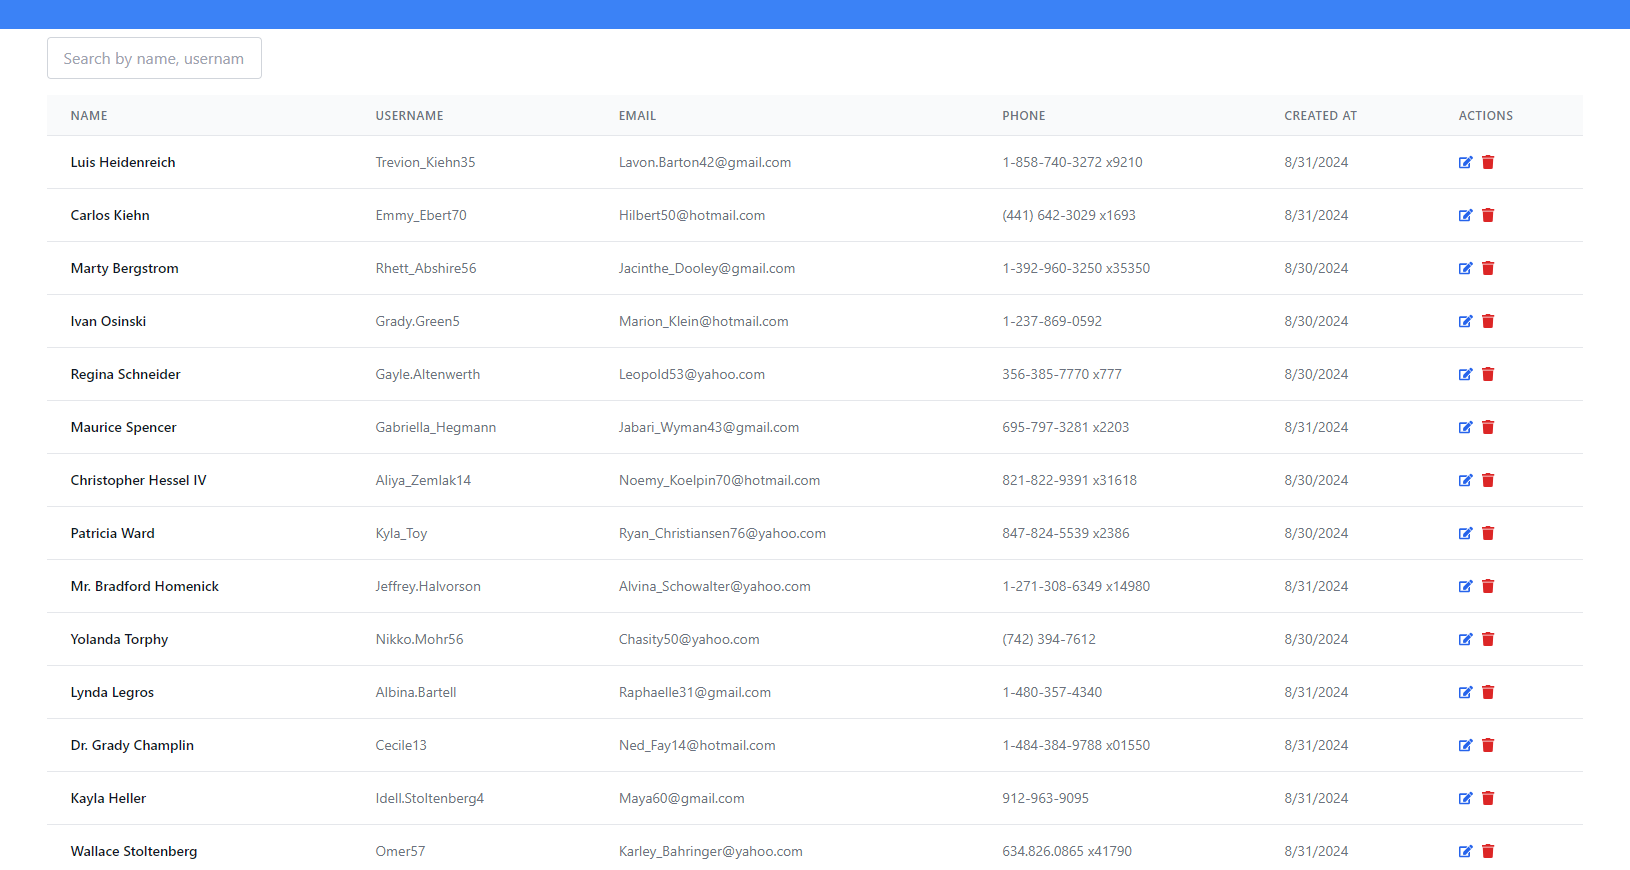 Search by name, usernam
NAME USERNAME EMAIL PHONE CREATED AT ACTIONS
Luis Heidenreich Trevion_Kiehn35 Lavon.Barton42@gmail.com 1-858-740-3272 x9210 8/31/2024
Carlos Kiehn Emmy_Ebert70 Hilbert50@hotmail.com (441) 642-3029 x1693 8/31/2024
Marty Bergstrom Rhett_Abshire56 Jacinthe_Dooley@gmail.com 1-392-960-3250 x35350 8/30/2024
Ivan Osinski Grady.Green5 Marion_Klein@hotmail.com 1-237-869-0592 8/30/2024
Regina Schneider Gayle.Altenwerth Leopold53@yahoo.com 356-385-7770 x777 8/30/2024
Maurice Spencer Gabriella_Hegmann Jabari_Wyman43@gmail.com 695-797-3281 x2203 8/31/2024
Christopher Hessel IV Aliya_Zemlak14 Noemy_Koelpin70@hotmail.com 821-822-9391 x31618 8/30/2024
Patricia Ward Kyla_Toy Ryan_Christiansen76@yahoo.com 847-824-5539 x2386 8/30/2024
Mr. Bradford Homenick Jeffrey.Halvorson Alvina_Schowalter@yahoo.com 1-271-308-6349 x14980 8/31/2024
Yolanda Torphy Nikko.Mohr56 Chasity50@yahoo.com (742) 394-7612 8/30/2024
Lynda Legros Albina.Bartell Raphaelle31@gmail.com 1-480-357-4340 8/31/2024
Dr. Grady Champlin Cecile13 Ned_Fay14@hotmail.com 1-484-384-9788 x01550 8/31/2024
Kayla Heller Idell.Stoltenberg4 Maya60@gmail.com 912-963-9095 8/31/2024
Wallace Stoltenberg Omer57 Karley_Bahringer@yahoo.com 634.826.0865 x41790 8/31/2024